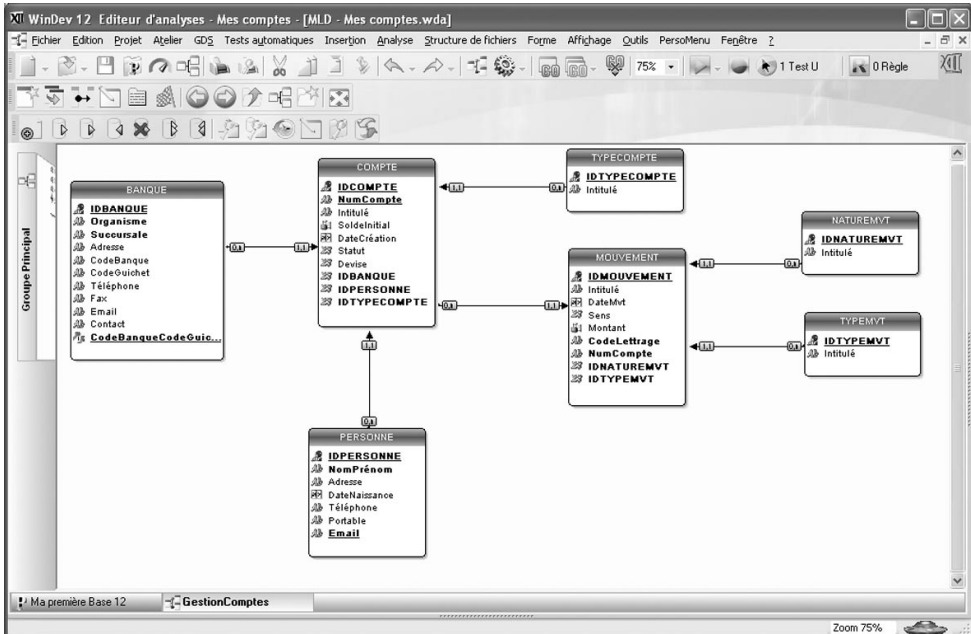 WinDev 12 Editeur d'analyses - Mes comptes - [MLD - Mes comptes.wda]
Fichier Edition Projet Atelier GDS Tests automatiques Insertion Analyse Structure de fichiers Forme Affichage Outils PersoMenu Fenêtre ?
75% 1 Test U 0 Règle
Groupe Principal
BANQUE
IDBANQUE
Organisme
Succursale
Adresse
CodeBanque
CodeGuichet
Téléphone
Fax
Email
Contact
CodeBanqueCodeGuic...
0,n 1,1
COMPTE
IDCOMPTE
NumCompte
Intitulé
SoldeInitial
DateCréation
Statut
Devise
IDBANQUE
IDPERSONNE
IDTYPECOMPTE
1,1 0,n
TYPECOMPTE
IDTYPECOMPTE
Intitulé
0,n 1,1
MOUVEMENT
IDMOUVEMENT
Intitulé
DateMvt
Sens
Montant
CodeLettrage
NumCompte
IDNATUREMVT
IDTYPEMVT
1,1 0,n
NATUREMVT
IDNATUREMVT
Intitulé
1,1 0,n
TYPEMVT
IDTYPEMVT
Intitulé
1,1
0,n
PERSONNE
IDPERSONNE
NomPrénom
Adresse
DateNaissance
Téléphone
Portable
Email
Ma première Base 12 GestionComptes
Zoom 75%